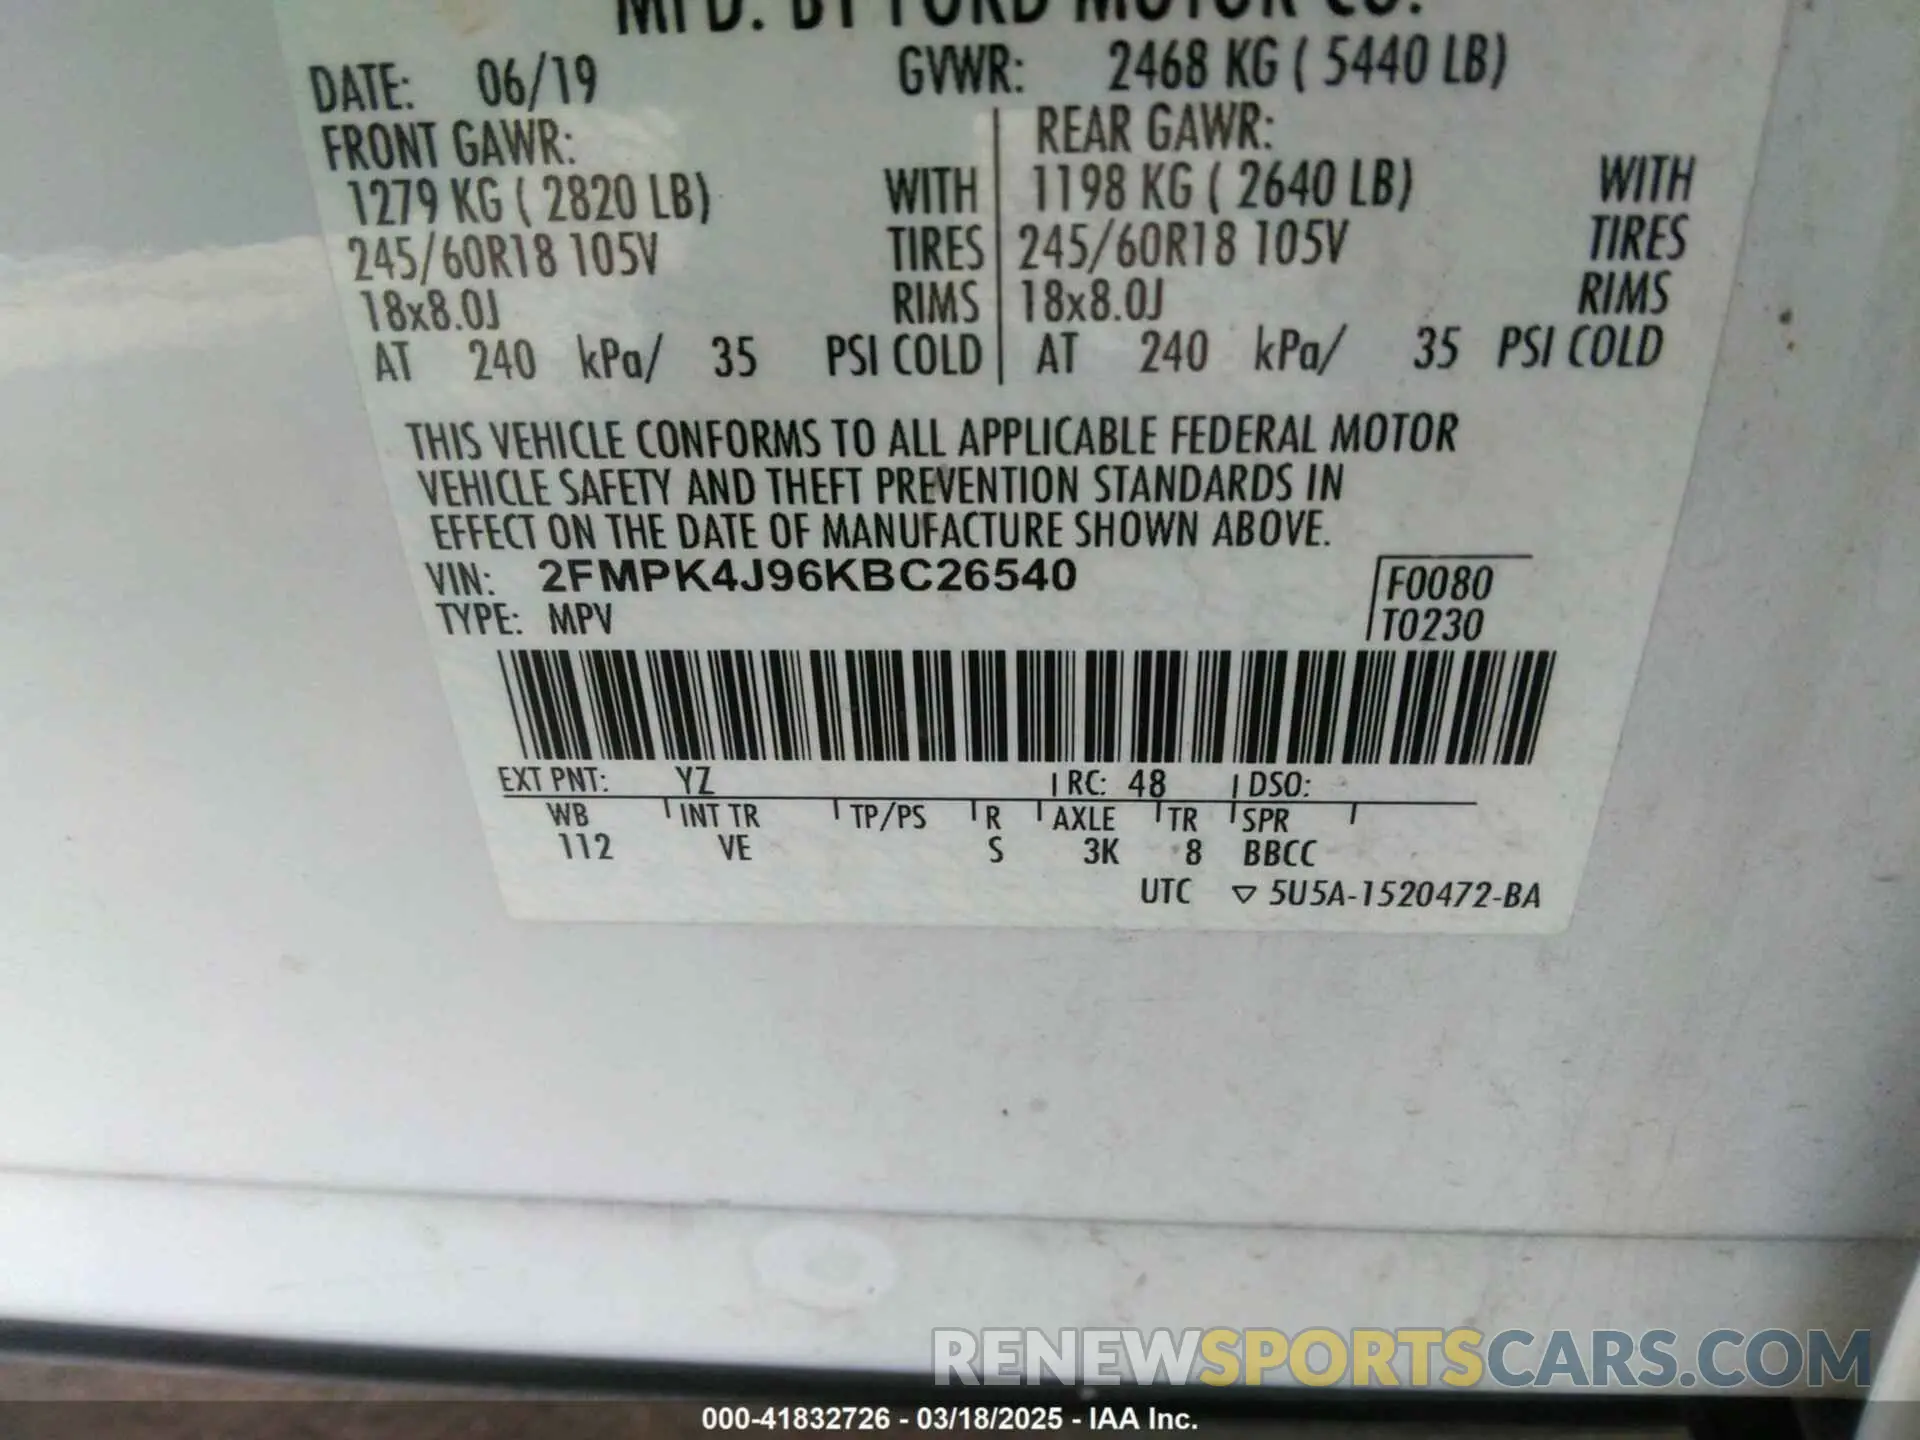 MFD. BY FORD MOTOR CO.
DATE: 06/19 GVWR: 2468 KG ( 5440 LB)
FRONT GAWR: REAR GAWR:
1279 KG ( 2820 LB) WITH 1198 KG ( 2640 LB) WITH
245/60R18 105V TIRES 245/60R18 105V TIRES
18x8.0J RIMS 18x8.0J RIMS
AT 240 kPa/ 35 PSI COLD AT 240 kPa/ 35 PSI COLD
THIS VEHICLE CONFORMS TO ALL APPLICABLE FEDERAL MOTOR
VEHICLE SAFETY AND THEFT PREVENTION STANDARDS IN
EFFECT ON THE DATE OF MANUFACTURE SHOWN ABOVE.
VIN: 2FMPK4J96KBC26540 F0080
TYPE: MPV T0230
EXT PNT: YZ RC: 48 DSO:
WB INT TR TP/PS R AXLE TR SPR
112 VE S 3K 8 BBCC
UTC ▽ 5U5A-1520472-BA
RENEWSPORTSCARS.COM
000-41832726 - 03/18/2025 - IAA Inc.